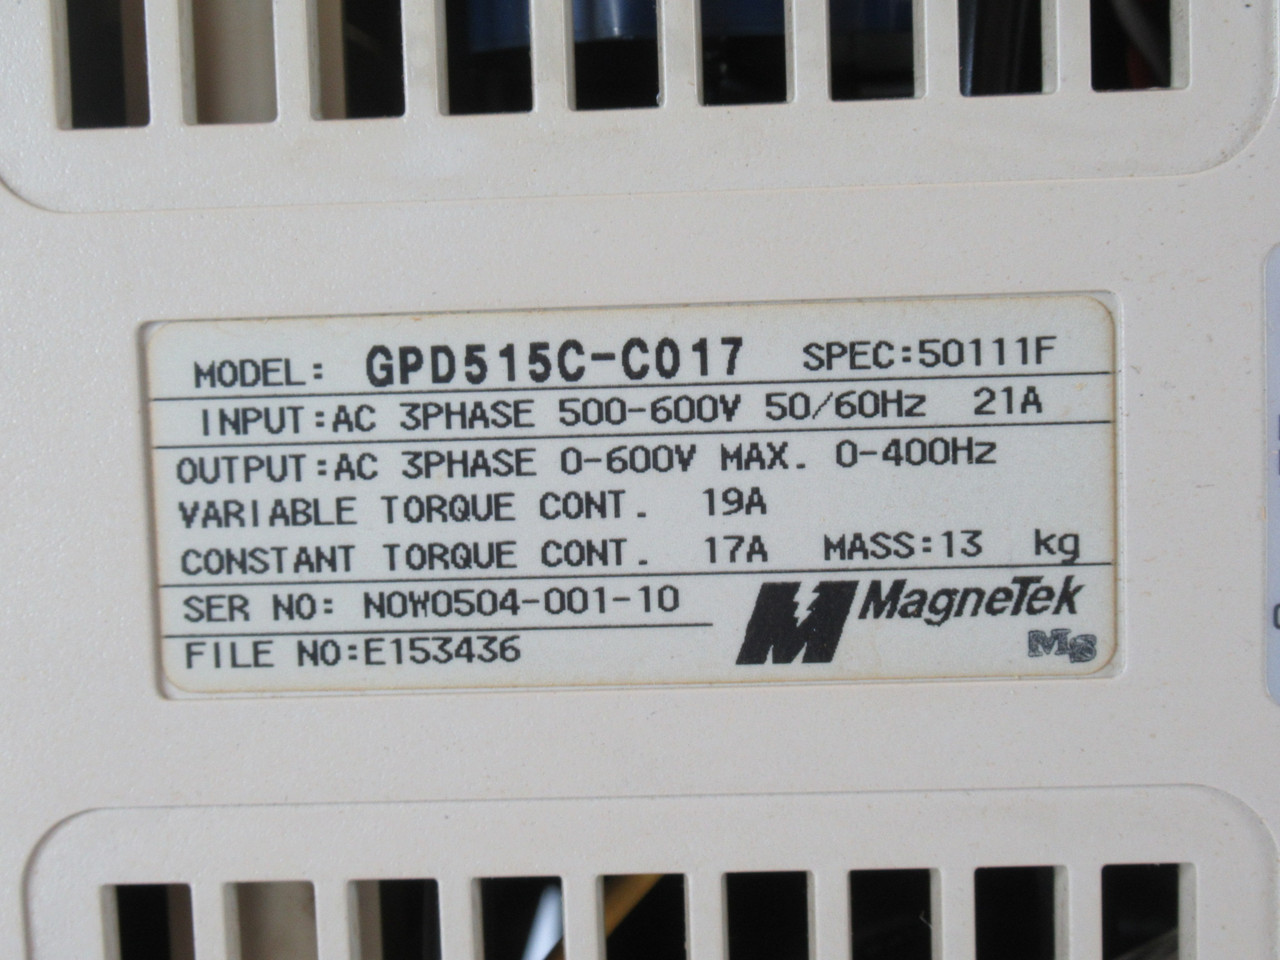 MODEL: GPD515C-C017 SPEC:50111F
INPUT:AC 3PHASE 500-600V 50/60Hz 21A
OUTPUT:AC 3PHASE 0-600V MAX. 0-400Hz
VARIABLE TORQUE CONT. 19A
CONSTANT TORQUE CONT. 17A MASS:13 kg
SER NO: NOW0504-001-10
FILE NO:E153436
MagneTek
MS